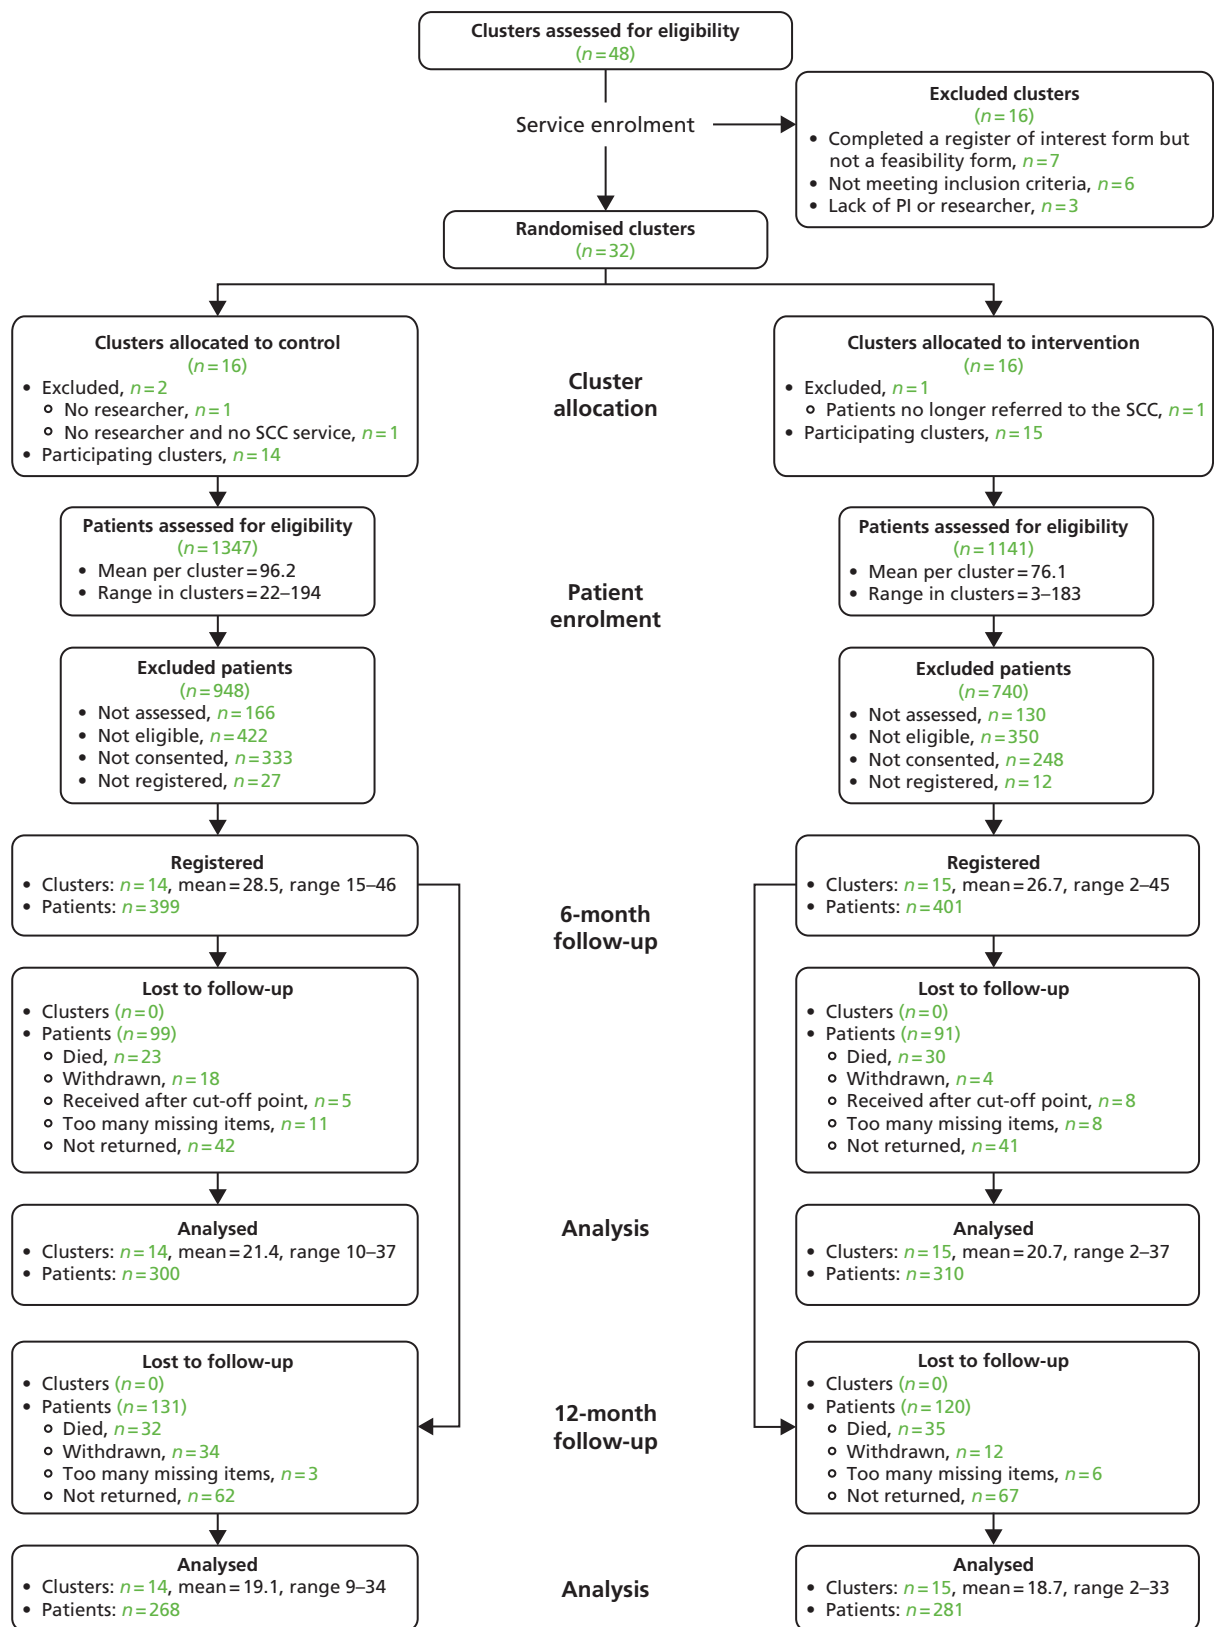 Clusters assessed for eligibility
(n=48)
Service enrolment
Excluded clusters
(n=16)
• Completed a register of interest form but
not a feasibility form, n=7
• Not meeting inclusion criteria, n=6
• Lack of PI or researcher, n=3
Randomised clusters
(n=32)
Clusters allocated to control
(n=16)
• Excluded, n=2
No researcher, n=1
No researcher and no SCC service, n=1
• Participating clusters, n=14
Cluster
allocation
Clusters allocated to intervention
(n=16)
• Excluded, n=1
Patients no longer referred to the SCC, n=1
• Participating clusters, n=15
Patients assessed for eligibility
(n=1347)
• Mean per cluster=96.2
• Range in clusters=22–194
Patient
enrolment
Patients assessed for eligibility
(n=1141)
• Mean per cluster=76.1
• Range in clusters=3–183
Excluded patients
(n=948)
• Not assessed, n=166
• Not eligible, n=422
• Not consented, n=333
• Not registered, n=27
Excluded patients
(n=740)
• Not assessed, n=130
• Not eligible, n=350
• Not consented, n=248
• Not registered, n=12
Registered
• Clusters: n=14, mean=28.5, range 15–46
• Patients: n=399
6-month
follow-up
Registered
• Clusters: n=15, mean=26.7, range 2–45
• Patients: n=401
Lost to follow-up
• Clusters (n=0)
• Patients (n=99)
Died, n=23
Withdrawn, n=18
Received after cut-off point, n=5
Too many missing items, n=11
Not returned, n=42
Lost to follow-up
• Clusters (n=0)
• Patients (n=91)
Died, n=30
Withdrawn, n=4
Received after cut-off point, n=8
Too many missing items, n=8
Not returned, n=41
Analysed
• Clusters: n=14, mean=21.4, range 10–37
• Patients: n=300
Analysis
Analysed
• Clusters: n=15, mean=20.7, range 2–37
• Patients: n=310
Lost to follow-up
• Clusters (n=0)
• Patients (n=131)
Died, n=32
Withdrawn, n=34
Too many missing items, n=3
Not returned, n=62
12-month
follow-up
Lost to follow-up
• Clusters (n=0)
• Patients (n=120)
Died, n=35
Withdrawn, n=12
Too many missing items, n=6
Not returned, n=67
Analysed
• Clusters: n=14, mean=19.1, range 9–34
• Patients: n=268
Analysis
Analysed
• Clusters: n=15, mean=18.7, range 2–33
• Patients: n=281